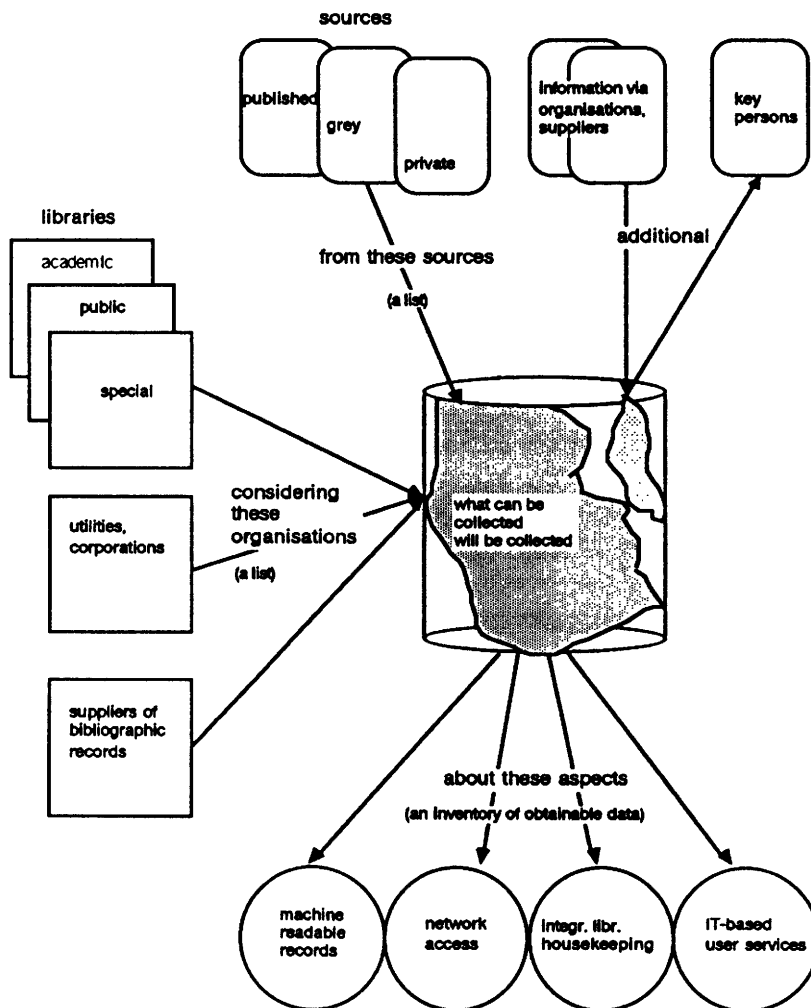 sources
published
grey
private
information via
organisations,
suppliers
key
persons
libraries
academic
public
special
from these sources
(a list)
additional
considering
these
organisations
(a list)
utilities,
corporations
what can be
collected
will be collected
suppliers of
bibliographic
records
about these aspects
(an inventory of obtainable data)
machine
readable
records
network
access
integr. libr.
housekeeping
IT-based
user services